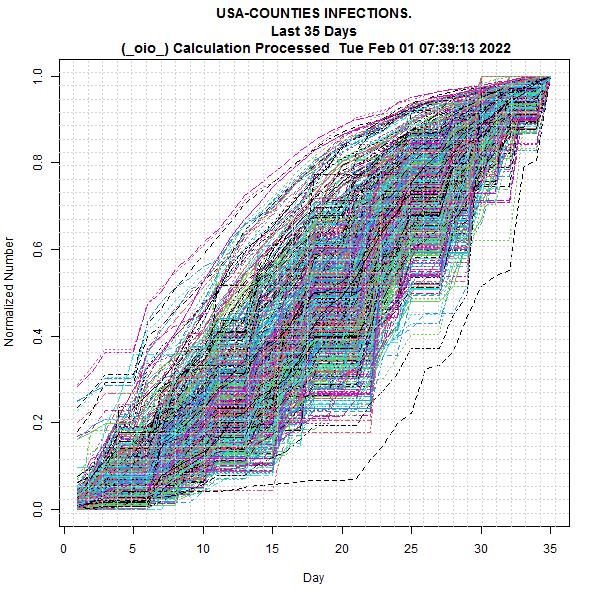 USA-COUNTIES INFECTIONS.
Last 35 Days
(_oio_) Calculation Processed  Tue Feb 01 07:39:13 2022
Normalized Number
1.0
0.8
0.6
0.4
0.2
0.0
0 5 10 15 20 25 30 35
Day